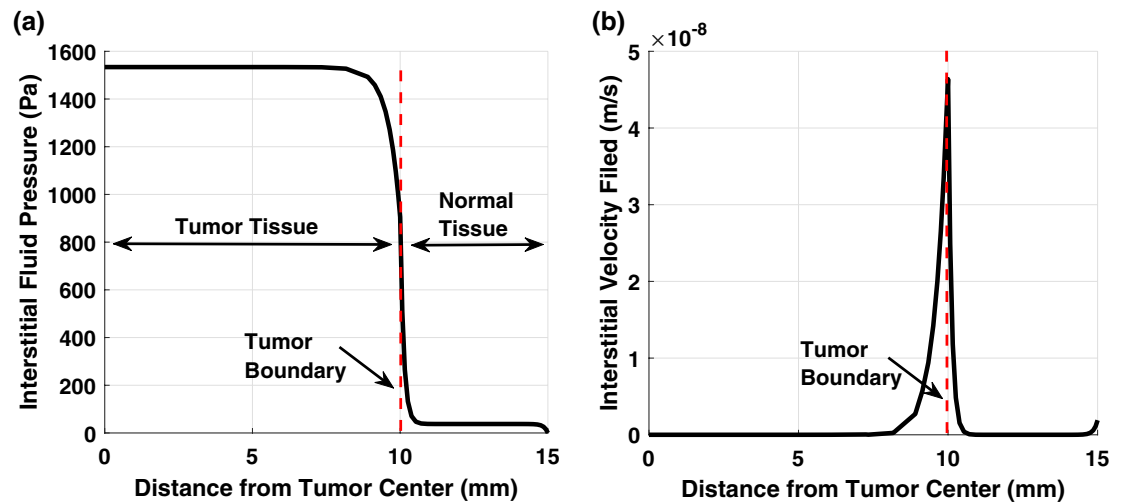 (a)
Interstitial Fluid Pressure (Pa)
1600
1400
1200
1000
800
600
400
200
0
Tumor Tissue
Normal
Tissue
Tumor
Boundary
0
5
10
15
Distance from Tumor Center (mm)
(b)
×10⁻⁸
Interstitial Velocity Filed (m/s)
5
4
3
2
1
0
Tumor
Boundary
0
5
10
15
Distance from Tumor Center (mm)